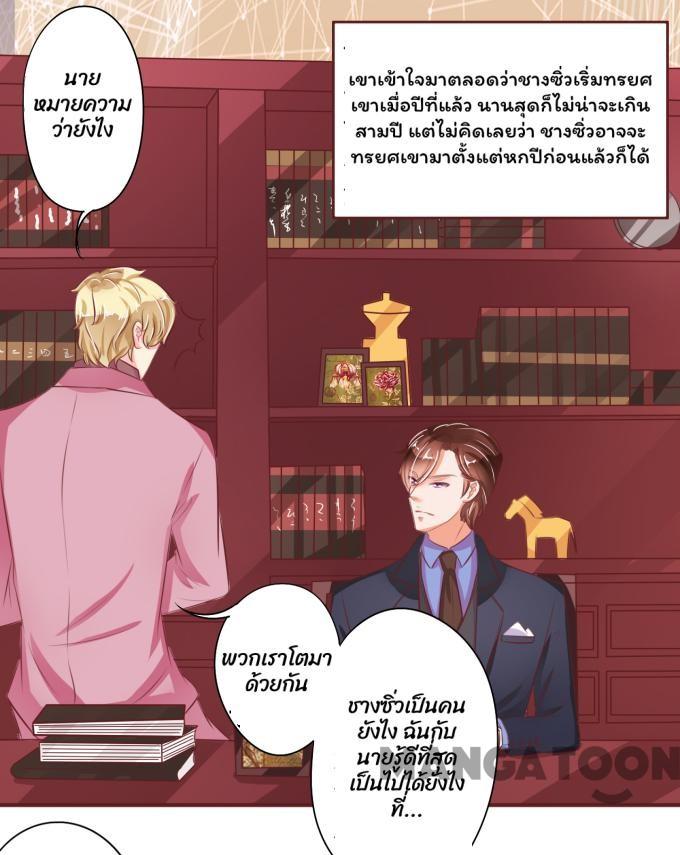 นาย
หมายความ
ว่ายังไง
เขาเข้าใจมาตลอดว่าชางซิ่วเริ่มทรยศ
เขาเมื่อปีที่แล้ว นานสุดก็ไม่น่าจะเกิน
สามปี แต่ไม่คิดเลยว่า ชางซิ่วอาจจะ
ทรยศเขามาตั้งแต่หกปีก่อนแล้วก็ได้
พวกเราโตมา
ด้วยกัน
ชางซิ่วเป็นคน
ยังไง ฉันกับ
นายรู้ดีที่สุด
เป็นไปได้ยังไง
ที่...
MANGATOON